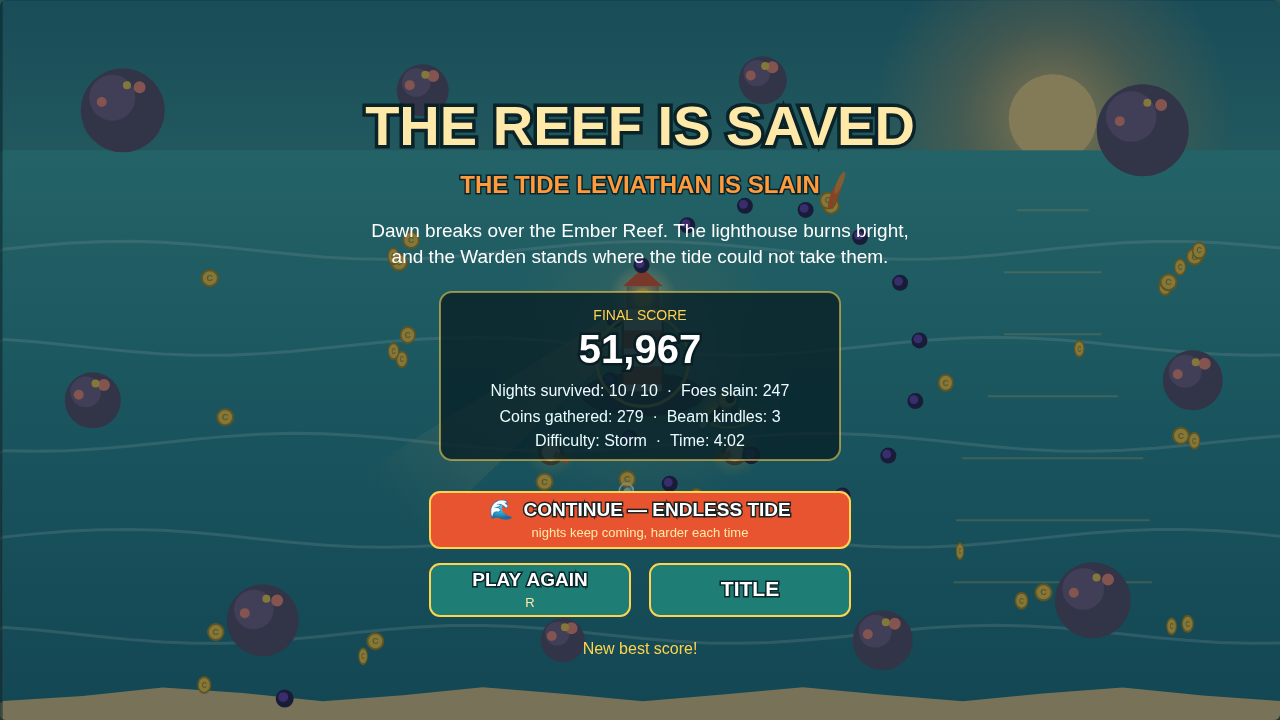 THE REEF IS SAVED
THE TIDE LEVIATHAN IS SLAIN
Dawn breaks over the Ember Reef. The lighthouse burns bright,
and the Warden stands where the tide could not take them.
FINAL SCORE
51,967
Nights survived: 10 / 10 · Foes slain: 247
Coins gathered: 279 · Beam kindles: 3
Difficulty: Storm · Time: 4:02
🌊 CONTINUE — ENDLESS TIDE
nights keep coming, harder each time
PLAY AGAIN
R
TITLE
New best score!